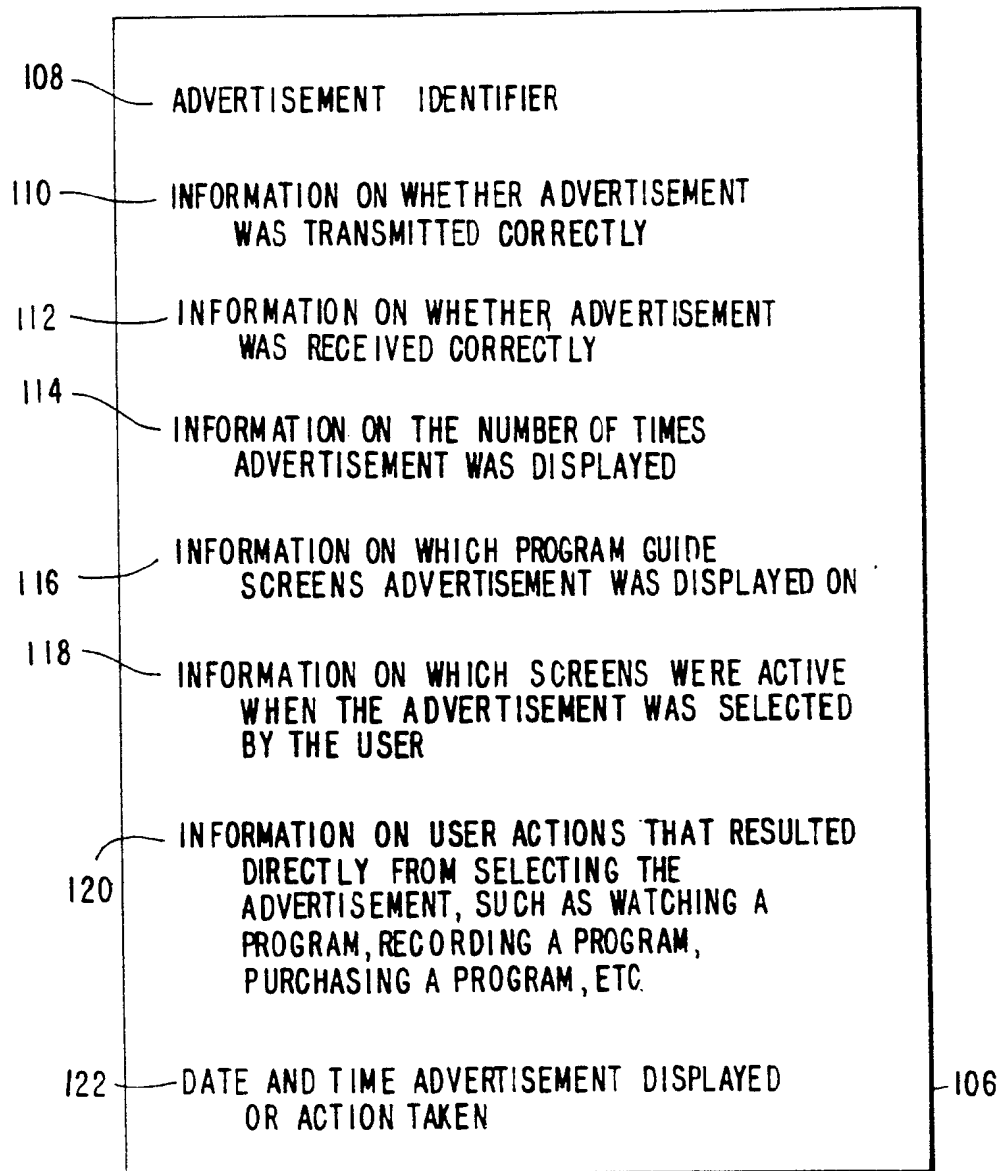 108
ADVERTISEMENT IDENTIFIER
110
INFORMATION ON WHETHER ADVERTISEMENT
WAS TRANSMITTED CORRECTLY
112
INFORMATION ON WHETHER ADVERTISEMENT
WAS RECEIVED CORRECTLY
114
INFORMATION ON THE NUMBER OF TIMES
ADVERTISEMENT WAS DISPLAYED
116
INFORMATION ON WHICH PROGRAM GUIDE
SCREENS ADVERTISEMENT WAS DISPLAYED ON
118
INFORMATION ON WHICH SCREENS WERE ACTIVE
WHEN THE ADVERTISEMENT WAS SELECTED
BY THE USER
120
INFORMATION ON USER ACTIONS THAT RESULTED
DIRECTLY FROM SELECTING THE
ADVERTISEMENT, SUCH AS WATCHING A
PROGRAM, RECORDING A PROGRAM,
PURCHASING A PROGRAM, ETC.
122
DATE AND TIME ADVERTISEMENT DISPLAYED
OR ACTION TAKEN
106